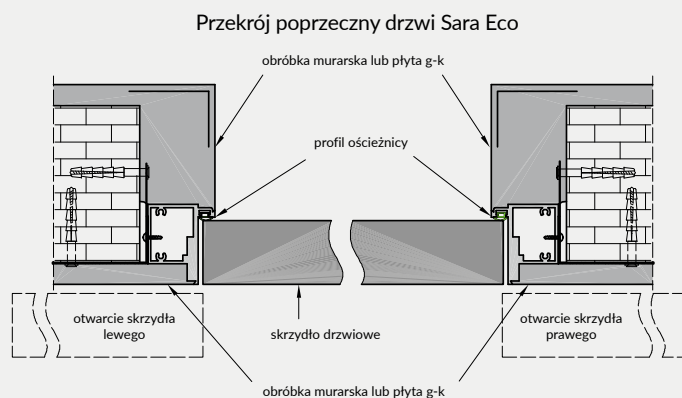 Przekrój poprzeczny drzwi Sara Eco
obróbka murarska lub płyta g-k
profil ościeżnicy
otwarcie skrzydła
lewego
skrzydło drzwiowe
otwarcie skrzydła
prawego
obróbka murarska lub płyta g-k